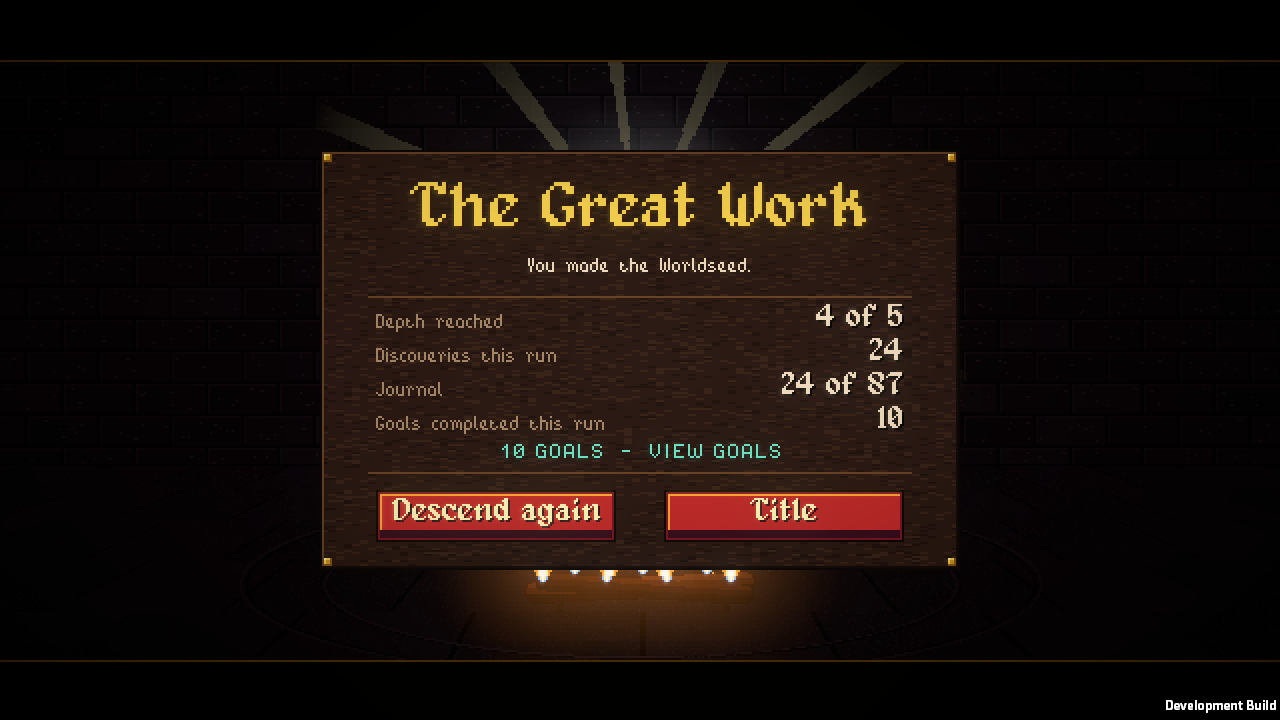 The Great Work
You made the Worldseed.
Depth reached 4 of 5
Discoveries this run 24
Journal 24 of 87
Goals completed this run 10
10 GOALS - VIEW GOALS
Descend again Title
Development Build